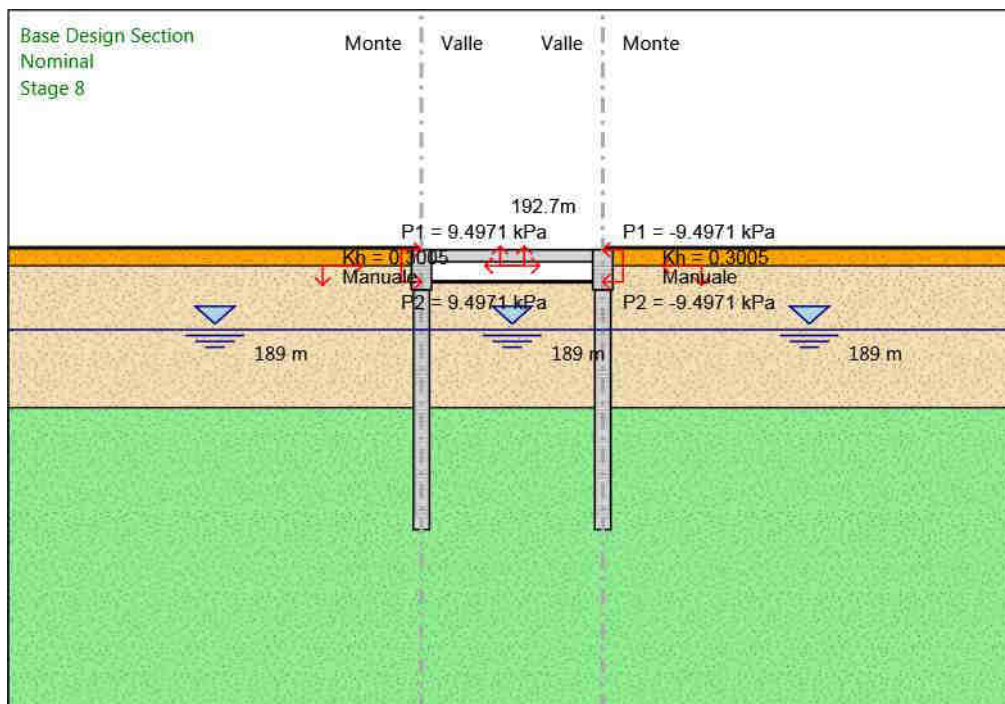 Base Design Section
Nominal
Stage 8
Monte Valle Valle Monte
192.7m
P1 = 9.4971 kPa P1 = -9.4971 kPa
Kh = 0.3005 Kh = 0.3005
Manuale Manuale
P2 = 9.4971 kPa P2 = -9.4971 kPa
189 m 189 m 189 m